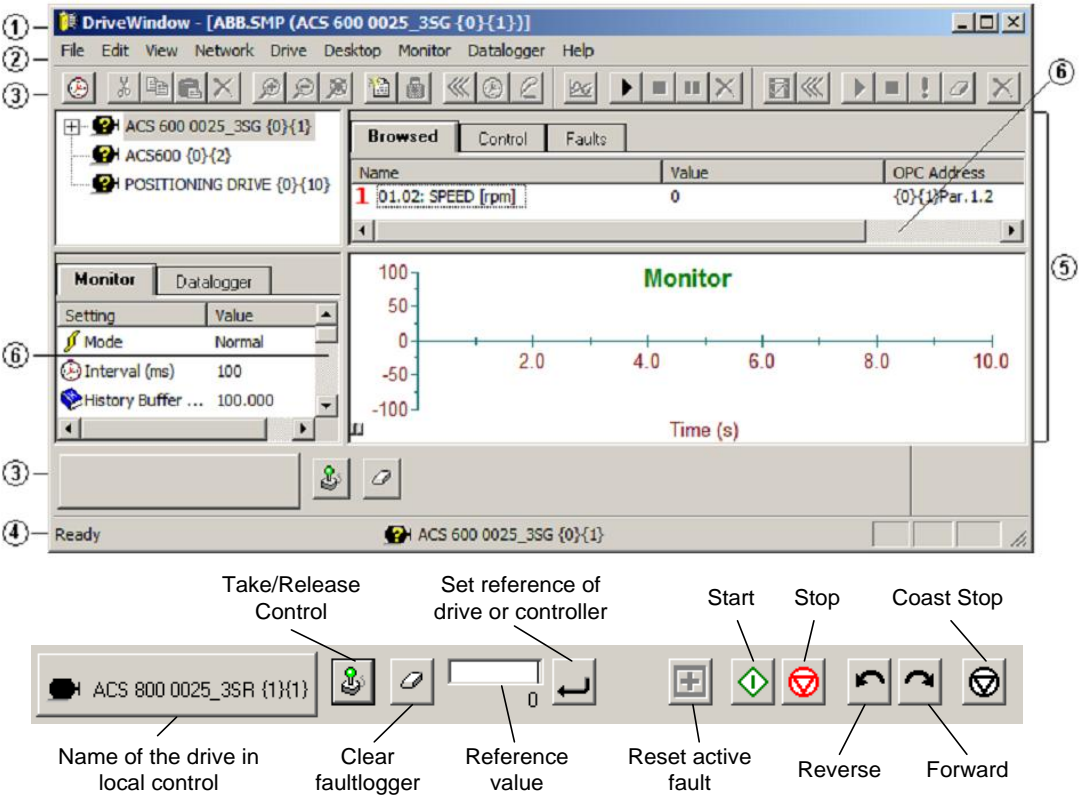 ① DriveWindow - [ABB.SMP (ACS 600 0025_3SG {0}{1})]
② File Edit View Network Drive Desktop Monitor Datalogger Help
③
⑥
ACS 600 0025_3SG {0}{1}
ACS600 {0}{2}
POSITIONING DRIVE {0}{10}
Browsed Control Faults
Name Value OPC Address
1 01.02: SPEED [rpm] 0 {0}{1}Par.1.2
⑤
Monitor Datalogger
Setting Value
Mode Normal
⑥
Interval (ms) 100
History Buffer ... 100.000
Monitor
100
50
0
-50
-100
2.0 4.0 6.0 8.0 10.0
Time (s)
③
④ Ready ACS 600 0025_3SG {0}{1}
Take/Release
Control
Set reference of
drive or controller
Start
Stop
Coast Stop
ACS 800 0025_3SR {1}{1}
0
Name of the drive in
local control
Clear
faultlogger
Reference
value
Reset active
fault
Reverse
Forward